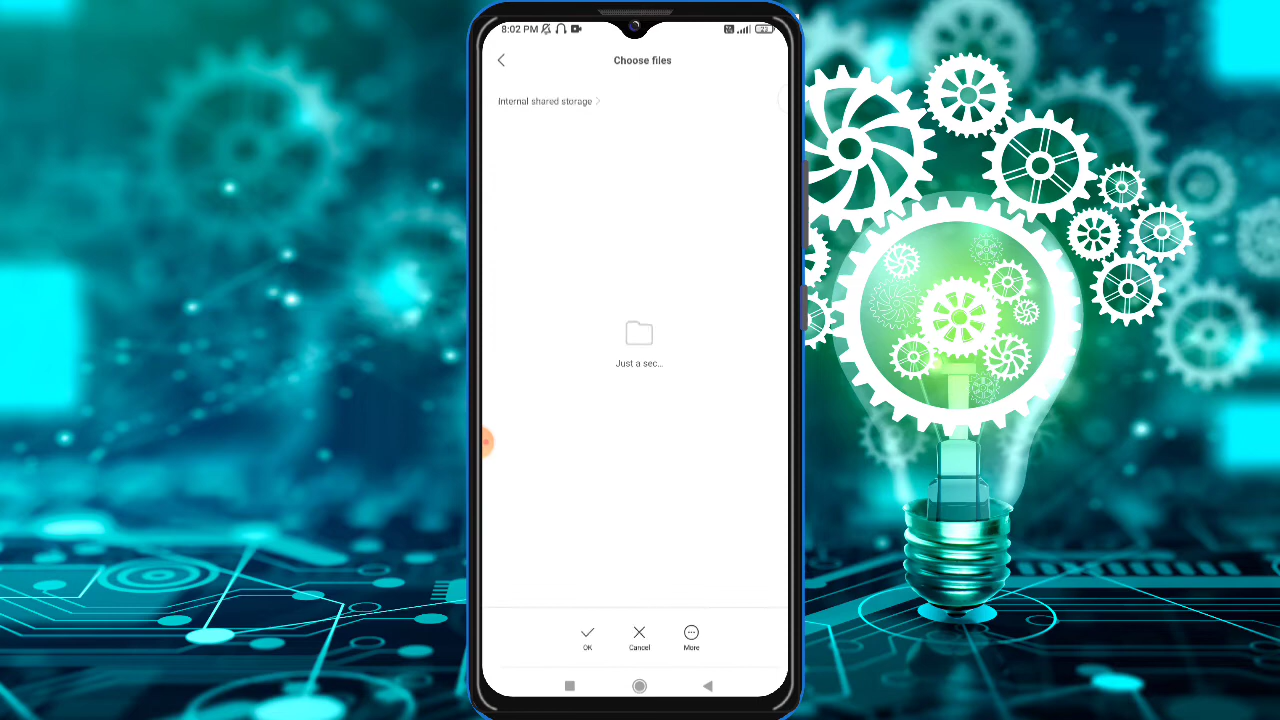 8:02 PM
Choose files
Internal shared storage
Just a sec...
OK
Cancel
More